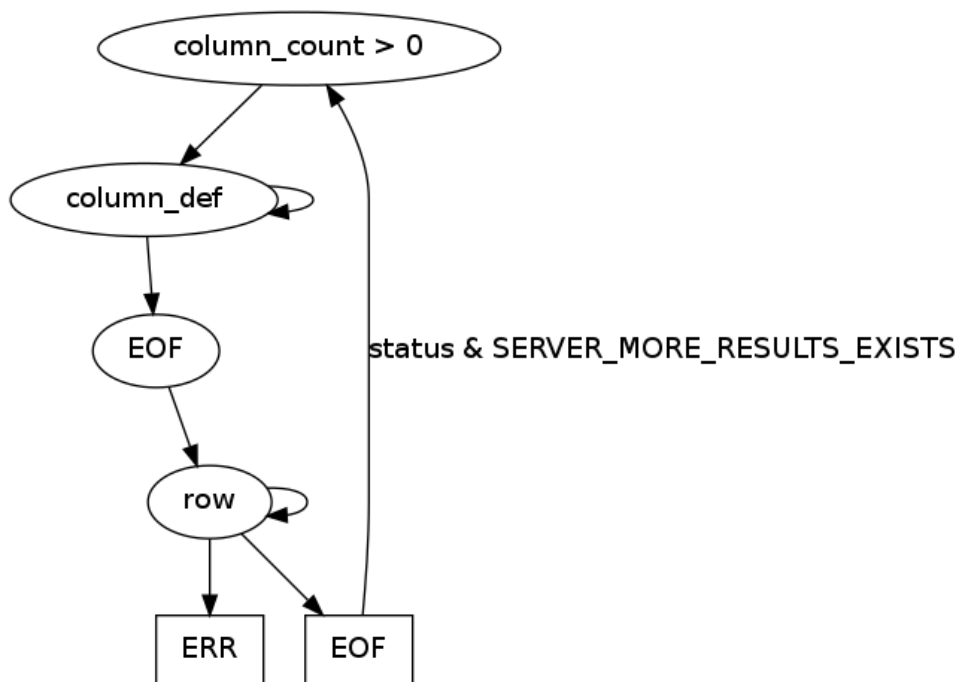 column_count > 0
column_def
EOF
status & SERVER_MORE_RESULTS_EXISTS
row
ERR
EOF